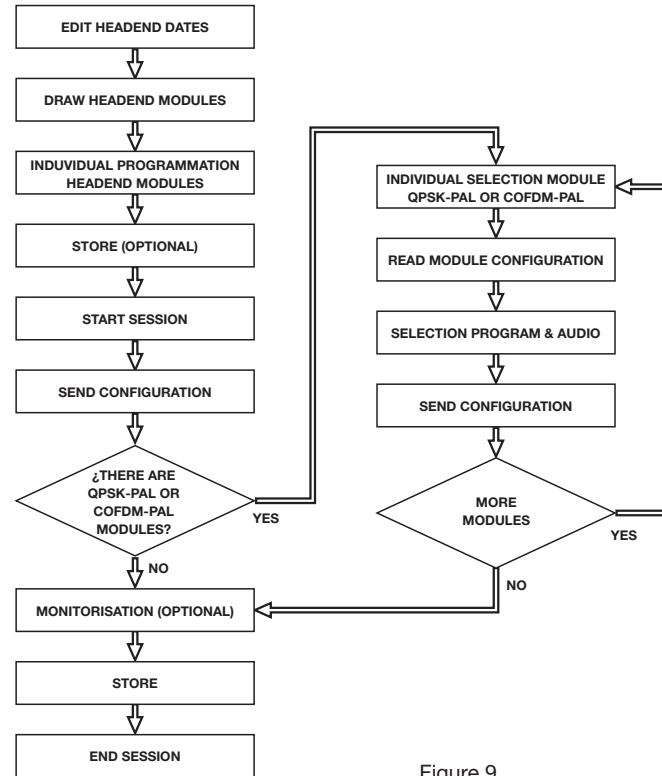 EDIT HEADEND DATES
DRAW HEADEND MODULES
INDUVIDUAL PROGRAMMATION
HEADEND MODULES
STORE (OPTIONAL)
START SESSION
SEND CONFIGURATION
¿THERE ARE
QPSK-PAL OR
COFDM-PAL
MODULES?
YES
NO
MONITORISATION (OPTIONAL)
STORE
END SESSION
INDIVIDUAL SELECTION MODULE
QPSK-PAL OR COFDM-PAL
READ MODULE CONFIGURATION
SELECTION PROGRAM & AUDIO
SEND CONFIGURATION
MORE
MODULES
YES
NO
Figure 9